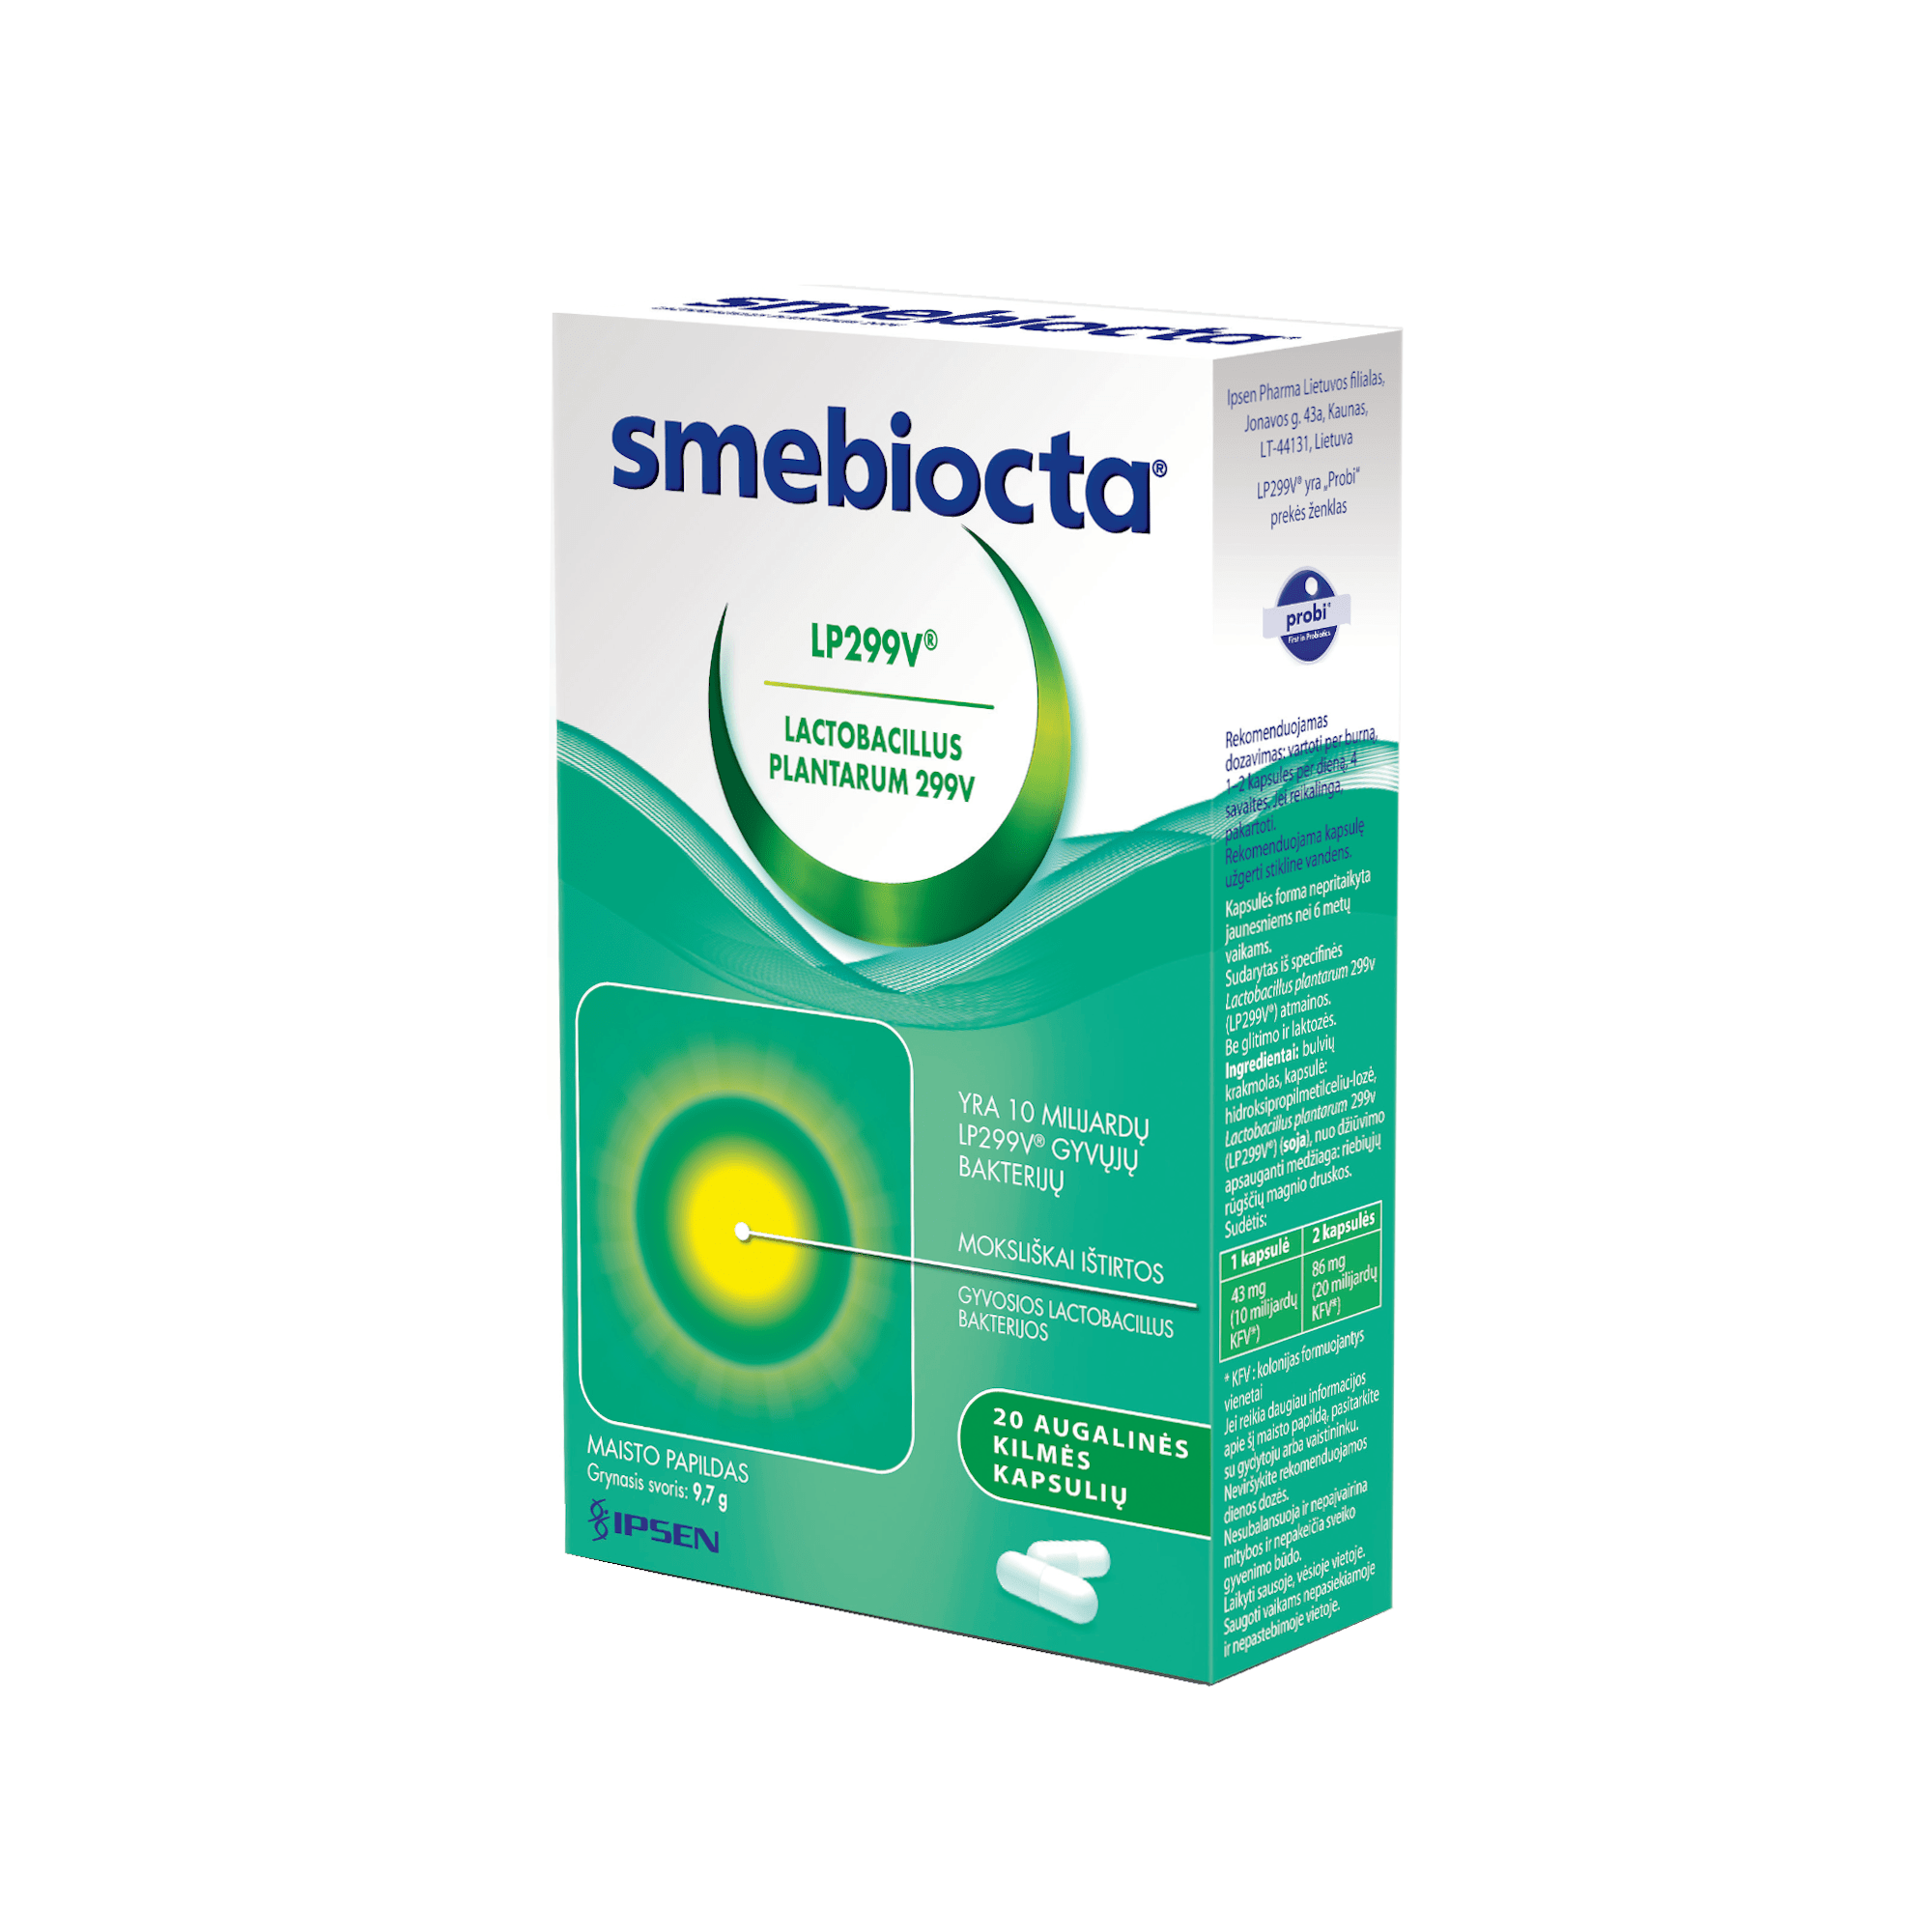 smebiocta
smebiocta®
LP299V®
LACTOBACILLUS
PLANTARUM 299V
YRA 10 MILIJARDŲ
LP299V® GYVŲJŲ
BAKTERIJŲ
MOKSLIŠKAI IŠTIRTOS
GYVOSIOS LACTOBACILLUS
BAKTERIJOS
20 AUGALINĖS
KILMĖS
KAPSULIŲ
MAISTO PAPILDAS
Grynasis svoris: 9,7 g
IPSEN
Ipsen Pharma Lietuvos filialas,
Jonavos g. 43a, Kaunas,
LT-44131, Lietuva
LP299V® yra „Probi“
prekės ženklas
probi®
First in Probiotics
Rekomenduojamas
dozavimas: vartoti per burną,
1–2 kapsules per dieną, 4
savaites. Jei reikalinga,
pakartoti.
Rekomenduojama kapsulę
užgerti stikline vandens.
Kapsulės forma nepritaikyta
jaunesniems nei 6 metų
vaikams.
Sudarytas iš specifinės
Lactobacillus plantarum 299v
(LP299V®) atmainos.
Be glitimo ir laktozės.
Ingredientai: bulvių
krakmolas, kapsulė:
hidroksipropilmetilceliu-lozė,
Lactobacillus plantarum 299v
(LP299V®) (soja), nuo džiūvimo
apsauganti medžiaga: riebiųjų
rūgščių magnio druskos.
Sudėtis:
1 kapsulė 2 kapsulės
43 mg 86 mg
(10 milijardų (20 milijardų
KFV*) KFV*)
* KFV : kolonijas formuojantys
vienetai
Jei reikia daugiau informacijos
apie šį maisto papildą, pasitarkite
su gydytoju arba vaistininku.
Neviršykite rekomenduojamos
dienos dozės.
Nesubalansuoja ir nepaįvairina
mitybos ir nepakeičia sveiko
gyvenimo būdo.
Laikyti sausoje, vėsioje vietoje.
Saugoti vaikams nepasiekiamoje
ir nepastebimoje vietoje.